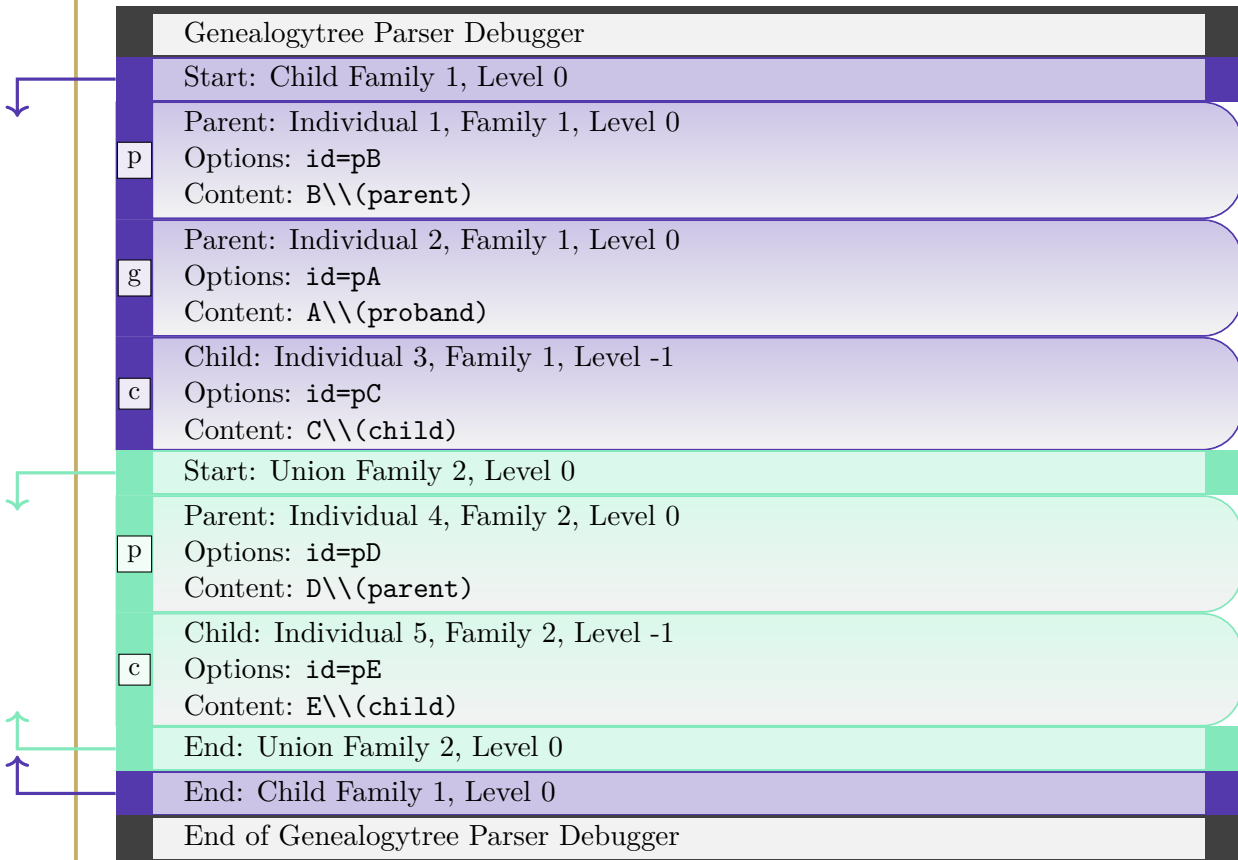 Genealogytree Parser Debugger
Start: Child Family 1, Level 0
Parent: Individual 1, Family 1, Level 0
p
Options: id=pB
Content: B\\(parent)
Parent: Individual 2, Family 1, Level 0
g
Options: id=pA
Content: A\\(proband)
Child: Individual 3, Family 1, Level -1
c
Options: id=pC
Content: C\\(child)
Start: Union Family 2, Level 0
Parent: Individual 4, Family 2, Level 0
p
Options: id=pD
Content: D\\(parent)
Child: Individual 5, Family 2, Level -1
c
Options: id=pE
Content: E\\(child)
End: Union Family 2, Level 0
End: Child Family 1, Level 0
End of Genealogytree Parser Debugger